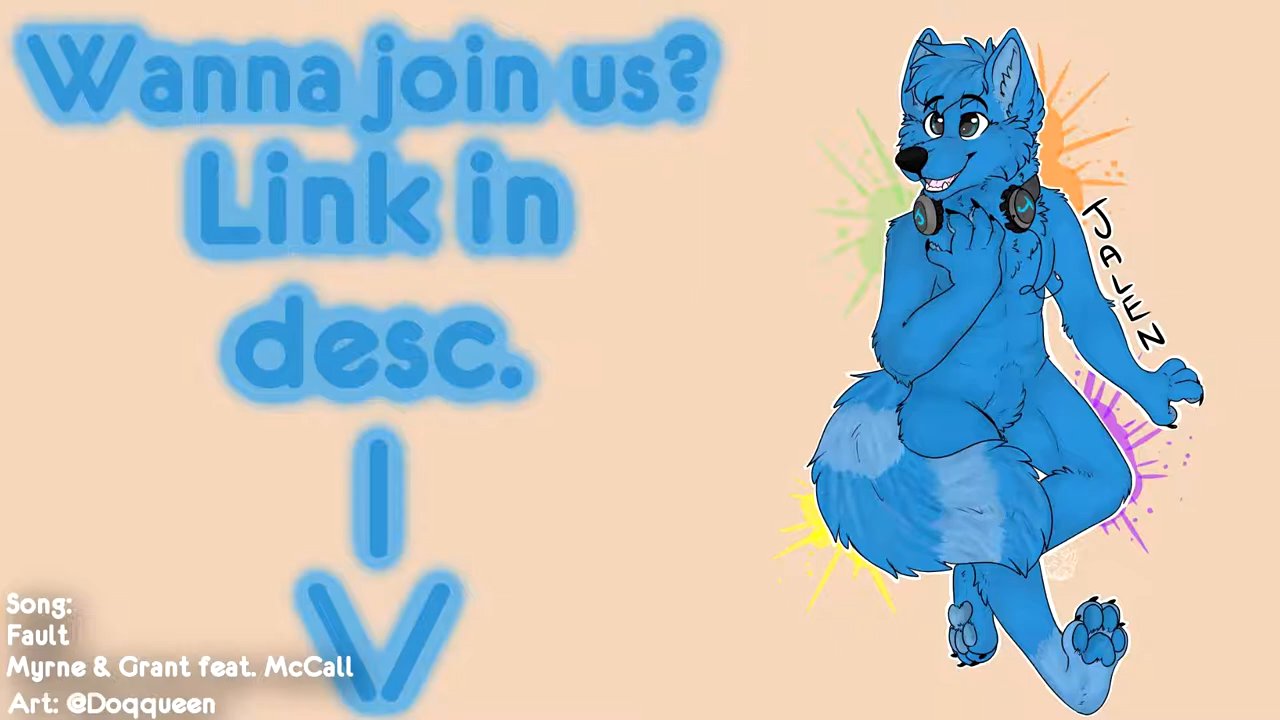 Wanna join us?
Link in
desc.
JALEN
Song:
Fault
Myrne & Grant feat. McCall
Art: @Doqqueen